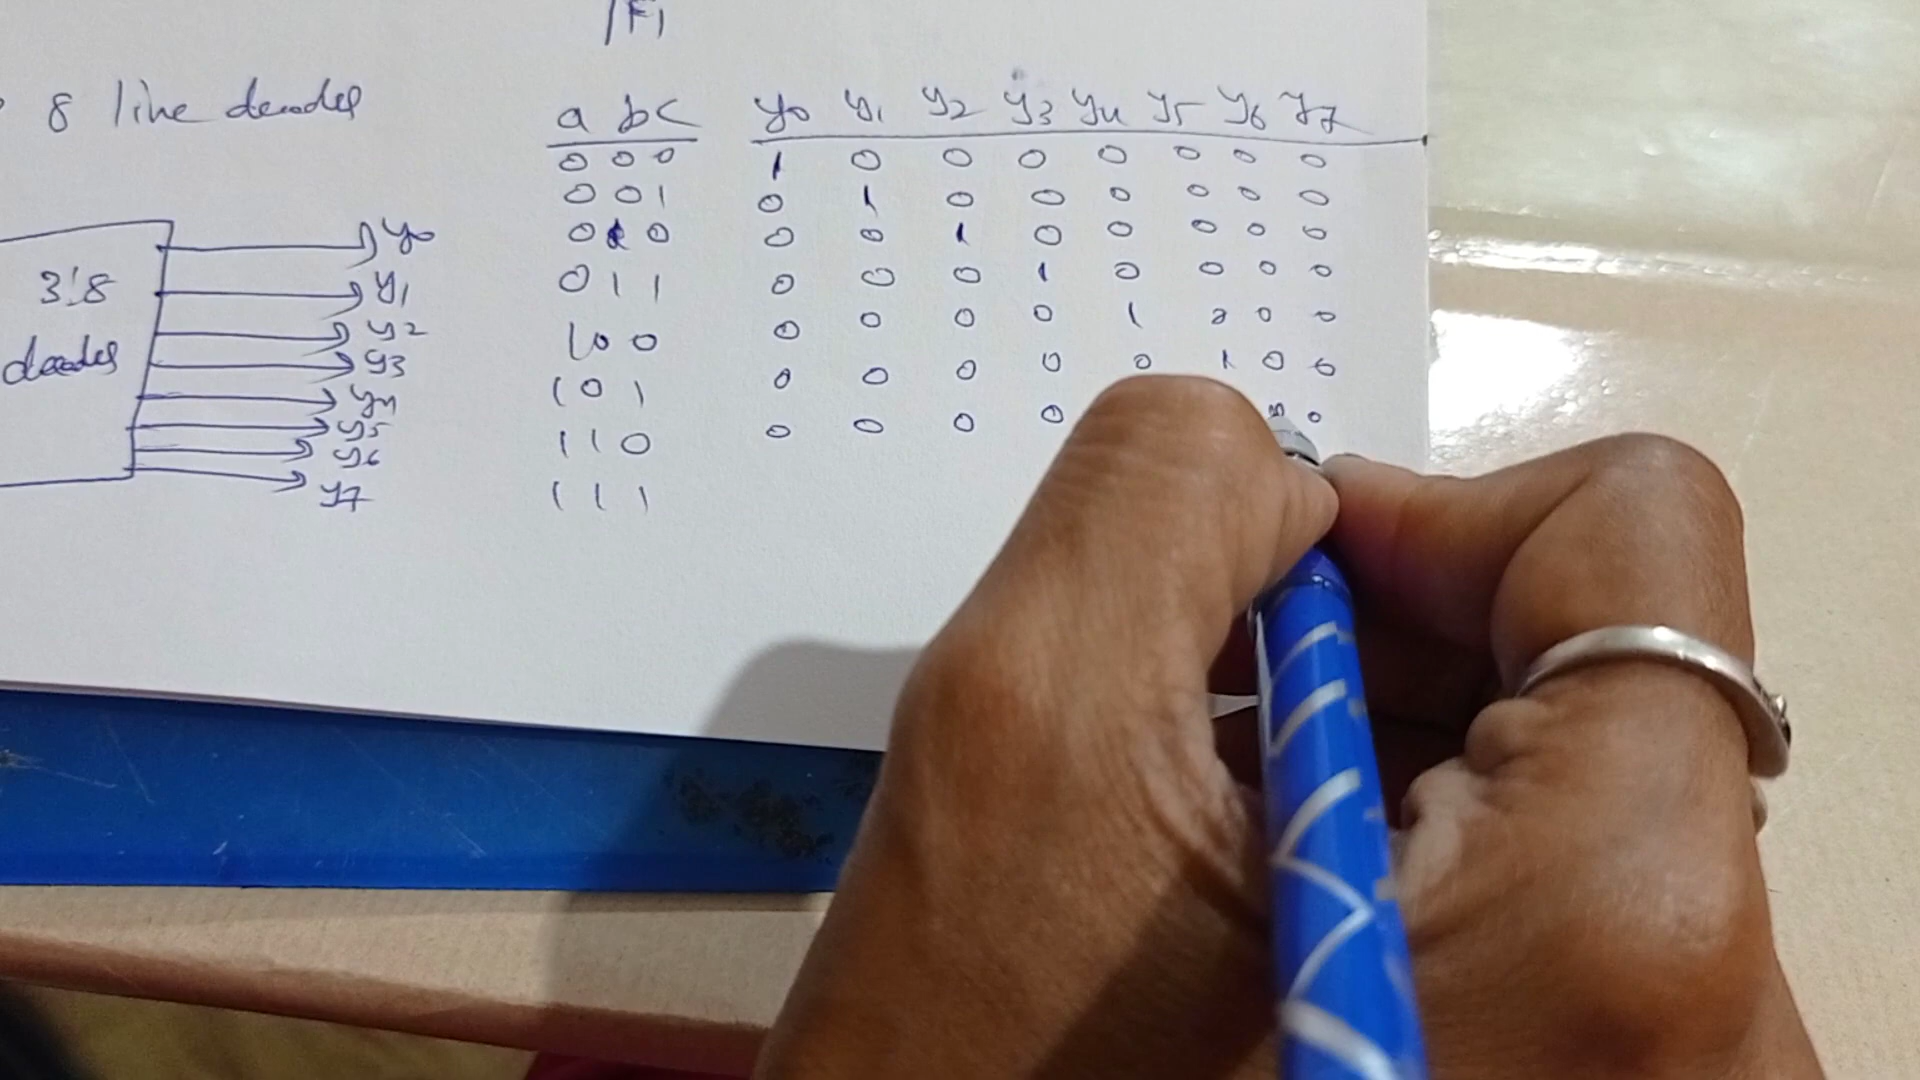 8 line decoder
3:8
decoder
y0
y1
y2
y3
y4
y5
y6
y7
a b c y0 y1 y2 y3 y4 y5 y6 y7
0 0 0 1 0 0 0 0 0 0 0
0 0 1 0 1 0 0 0 0 0 0
0 1 0 0 0 1 0 0 0 0 0
0 1 1 0 0 0 1 0 0 0 0
1 0 0 0 0 0 0 1 0 0 0
1 0 1 0 0 0 0 0 1 0 0
1 1 0 0 0 0 0 0
1 1 1